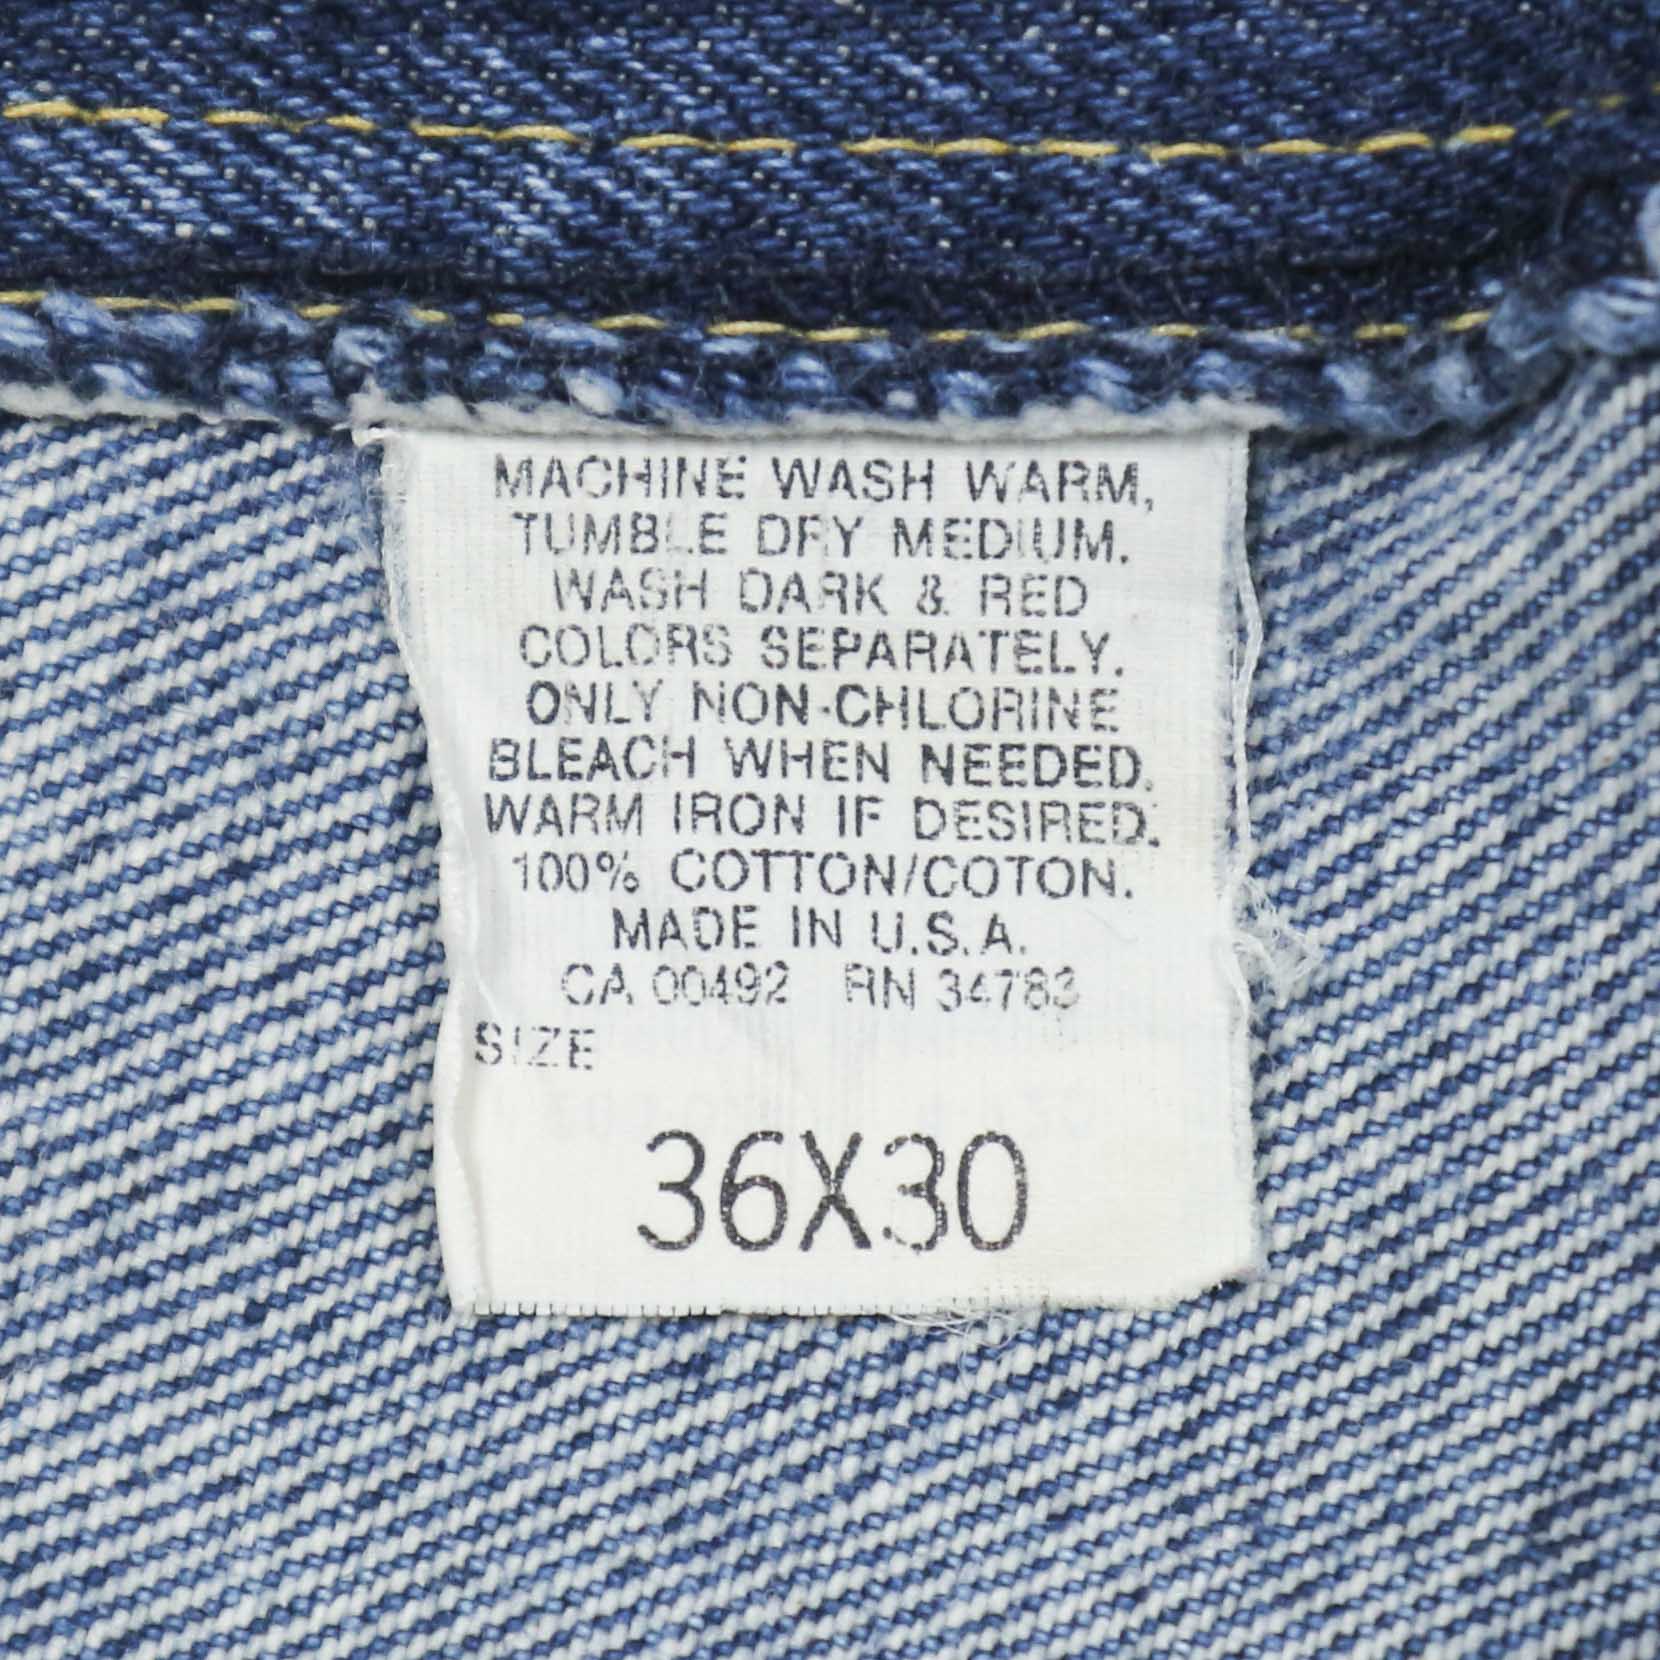 MACHINE WASH WARM,
TUMBLE DRY MEDIUM.
WASH DARK & RED
COLORS SEPARATELY.
ONLY NON-CHLORINE
BLEACH WHEN NEEDED.
WARM IRON IF DESIRED.
100% COTTON/COTON.
MADE IN U.S.A.
CA 00492 RN 34783
SIZE
36X30